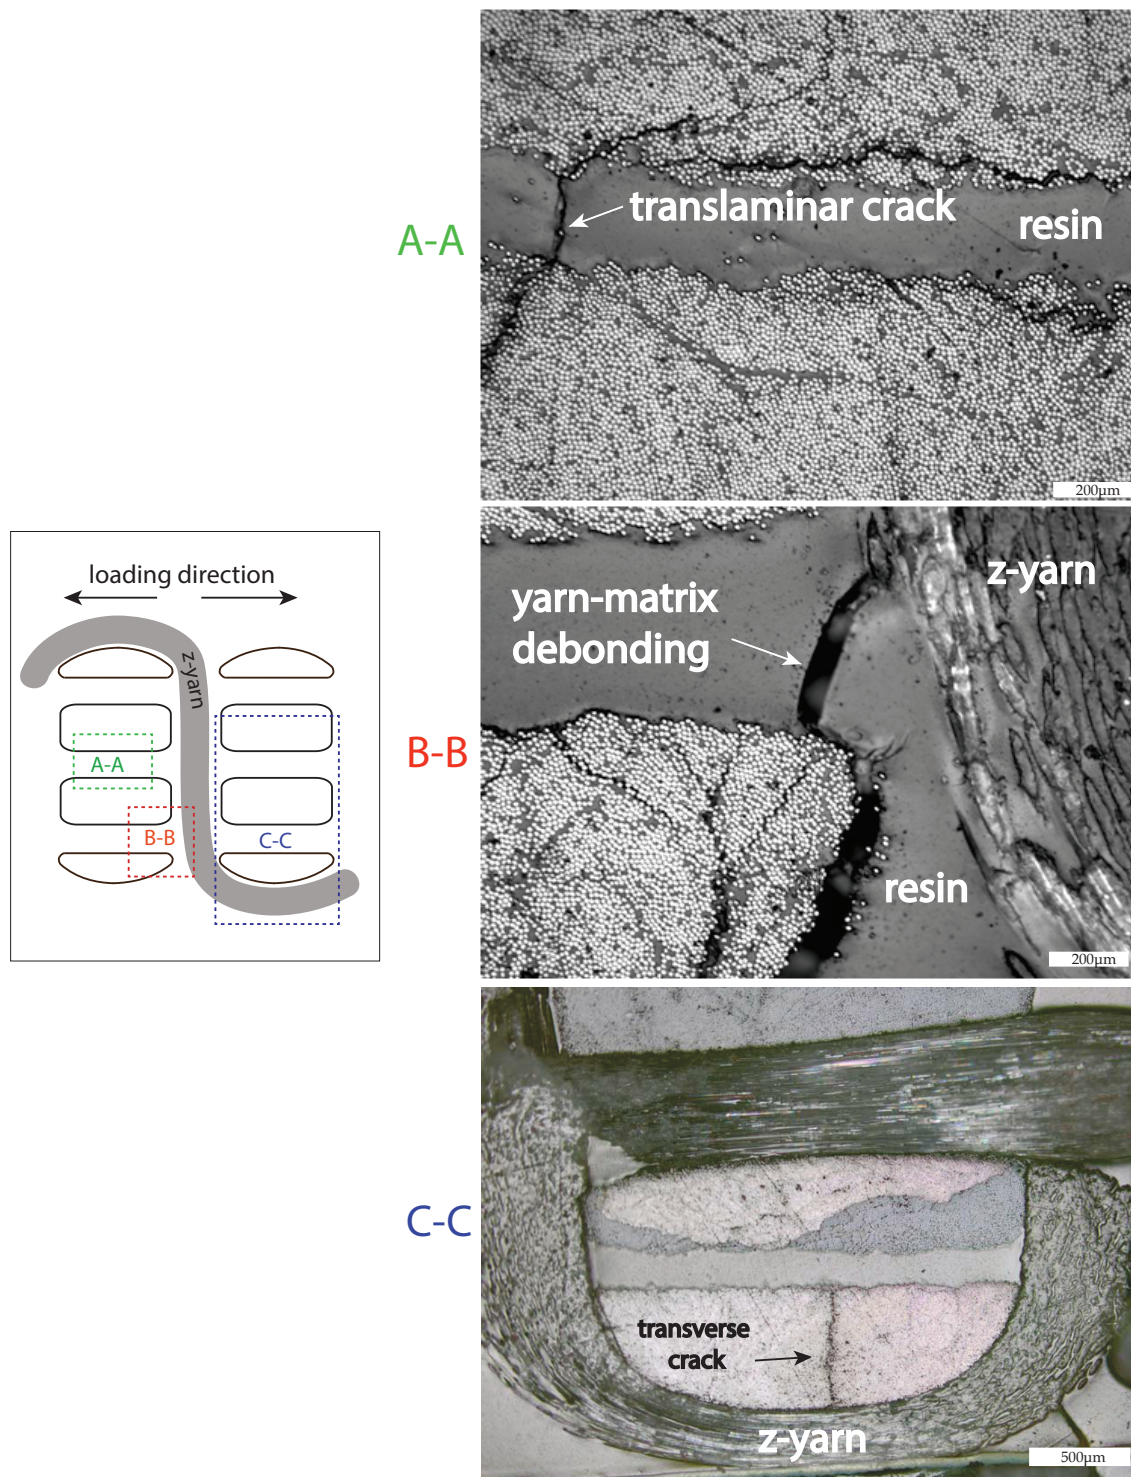 A-A
translaminar crack
resin
200µm
loading direction
z-yarn
A-A
B-B
C-C
B-B
yarn-matrix
debonding
z-yarn
resin
200µm
C-C
transverse
crack
z-yarn
500µm